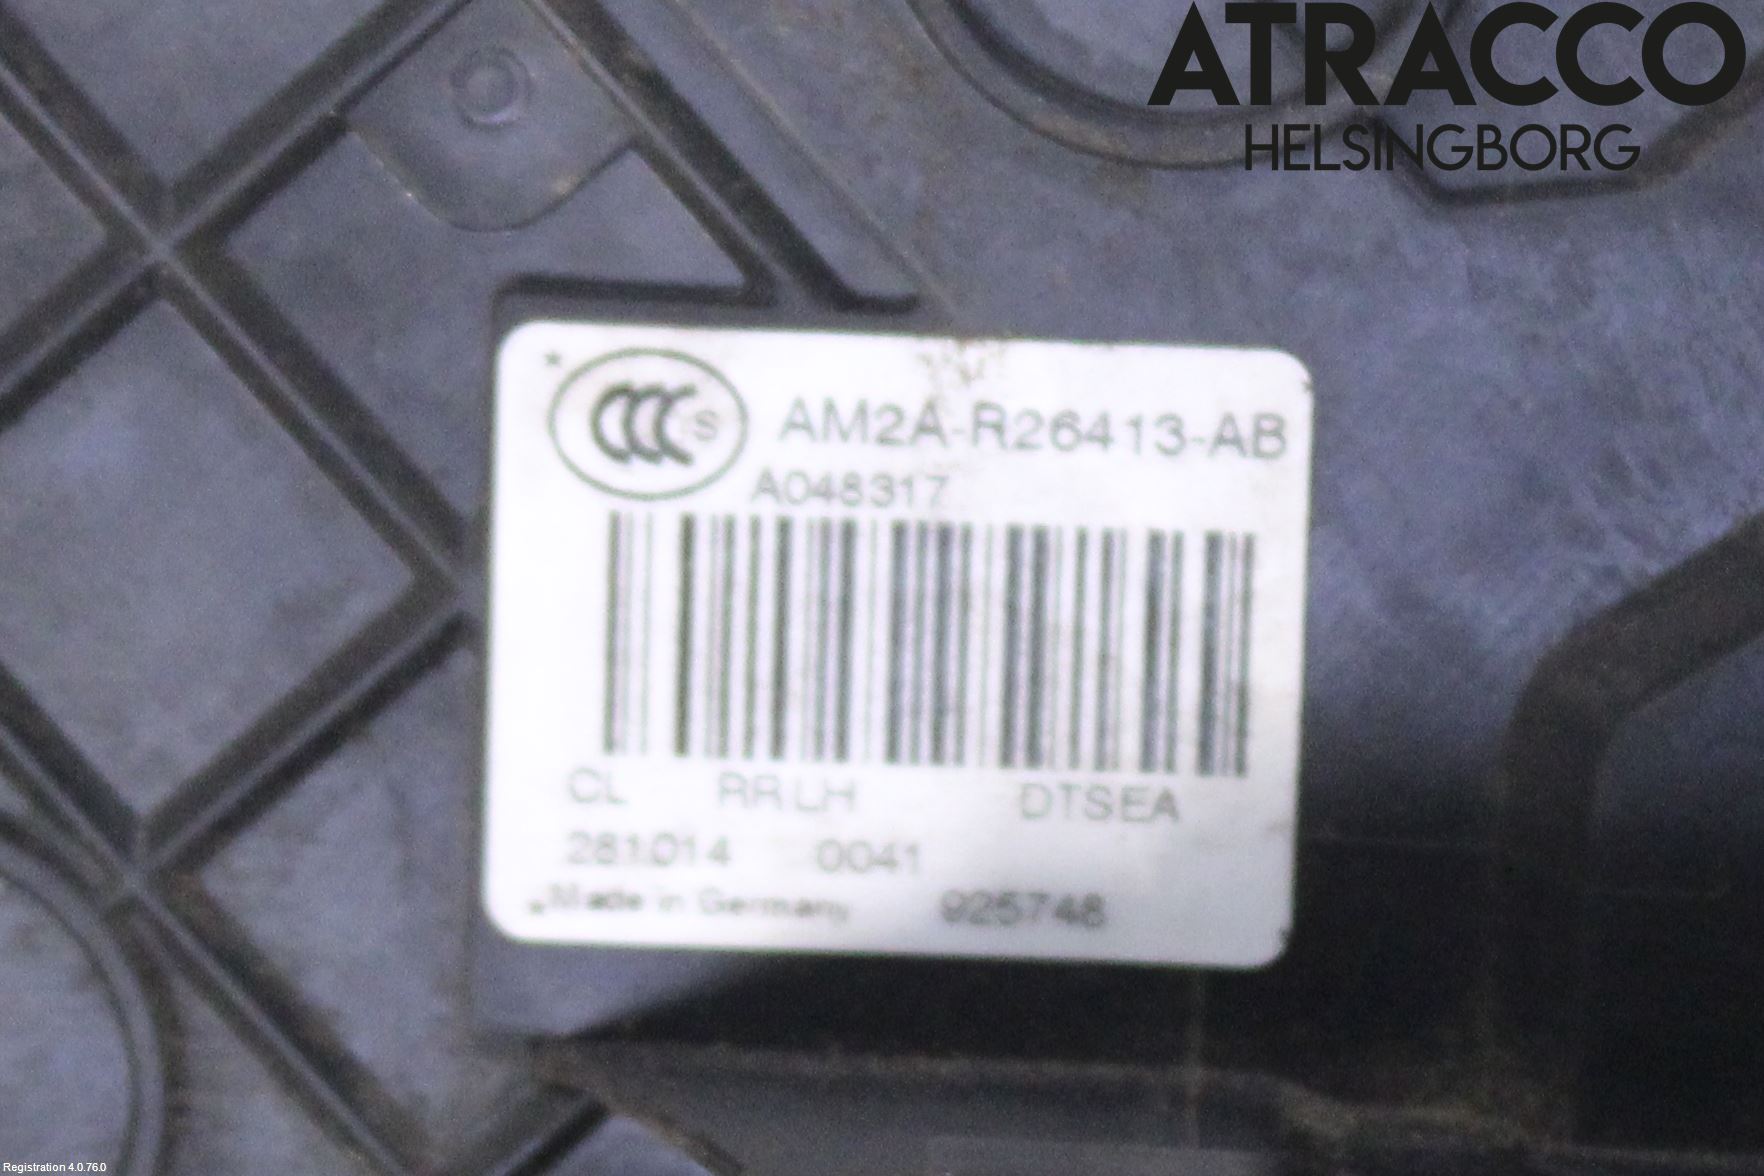 ATRACCO
HELSINGBORG
CCC S AM2A-R26413-AB
A048317
CL RR LH DTSEA
281014 0041
Made in Germany 925748
Registration 4.0.76.0